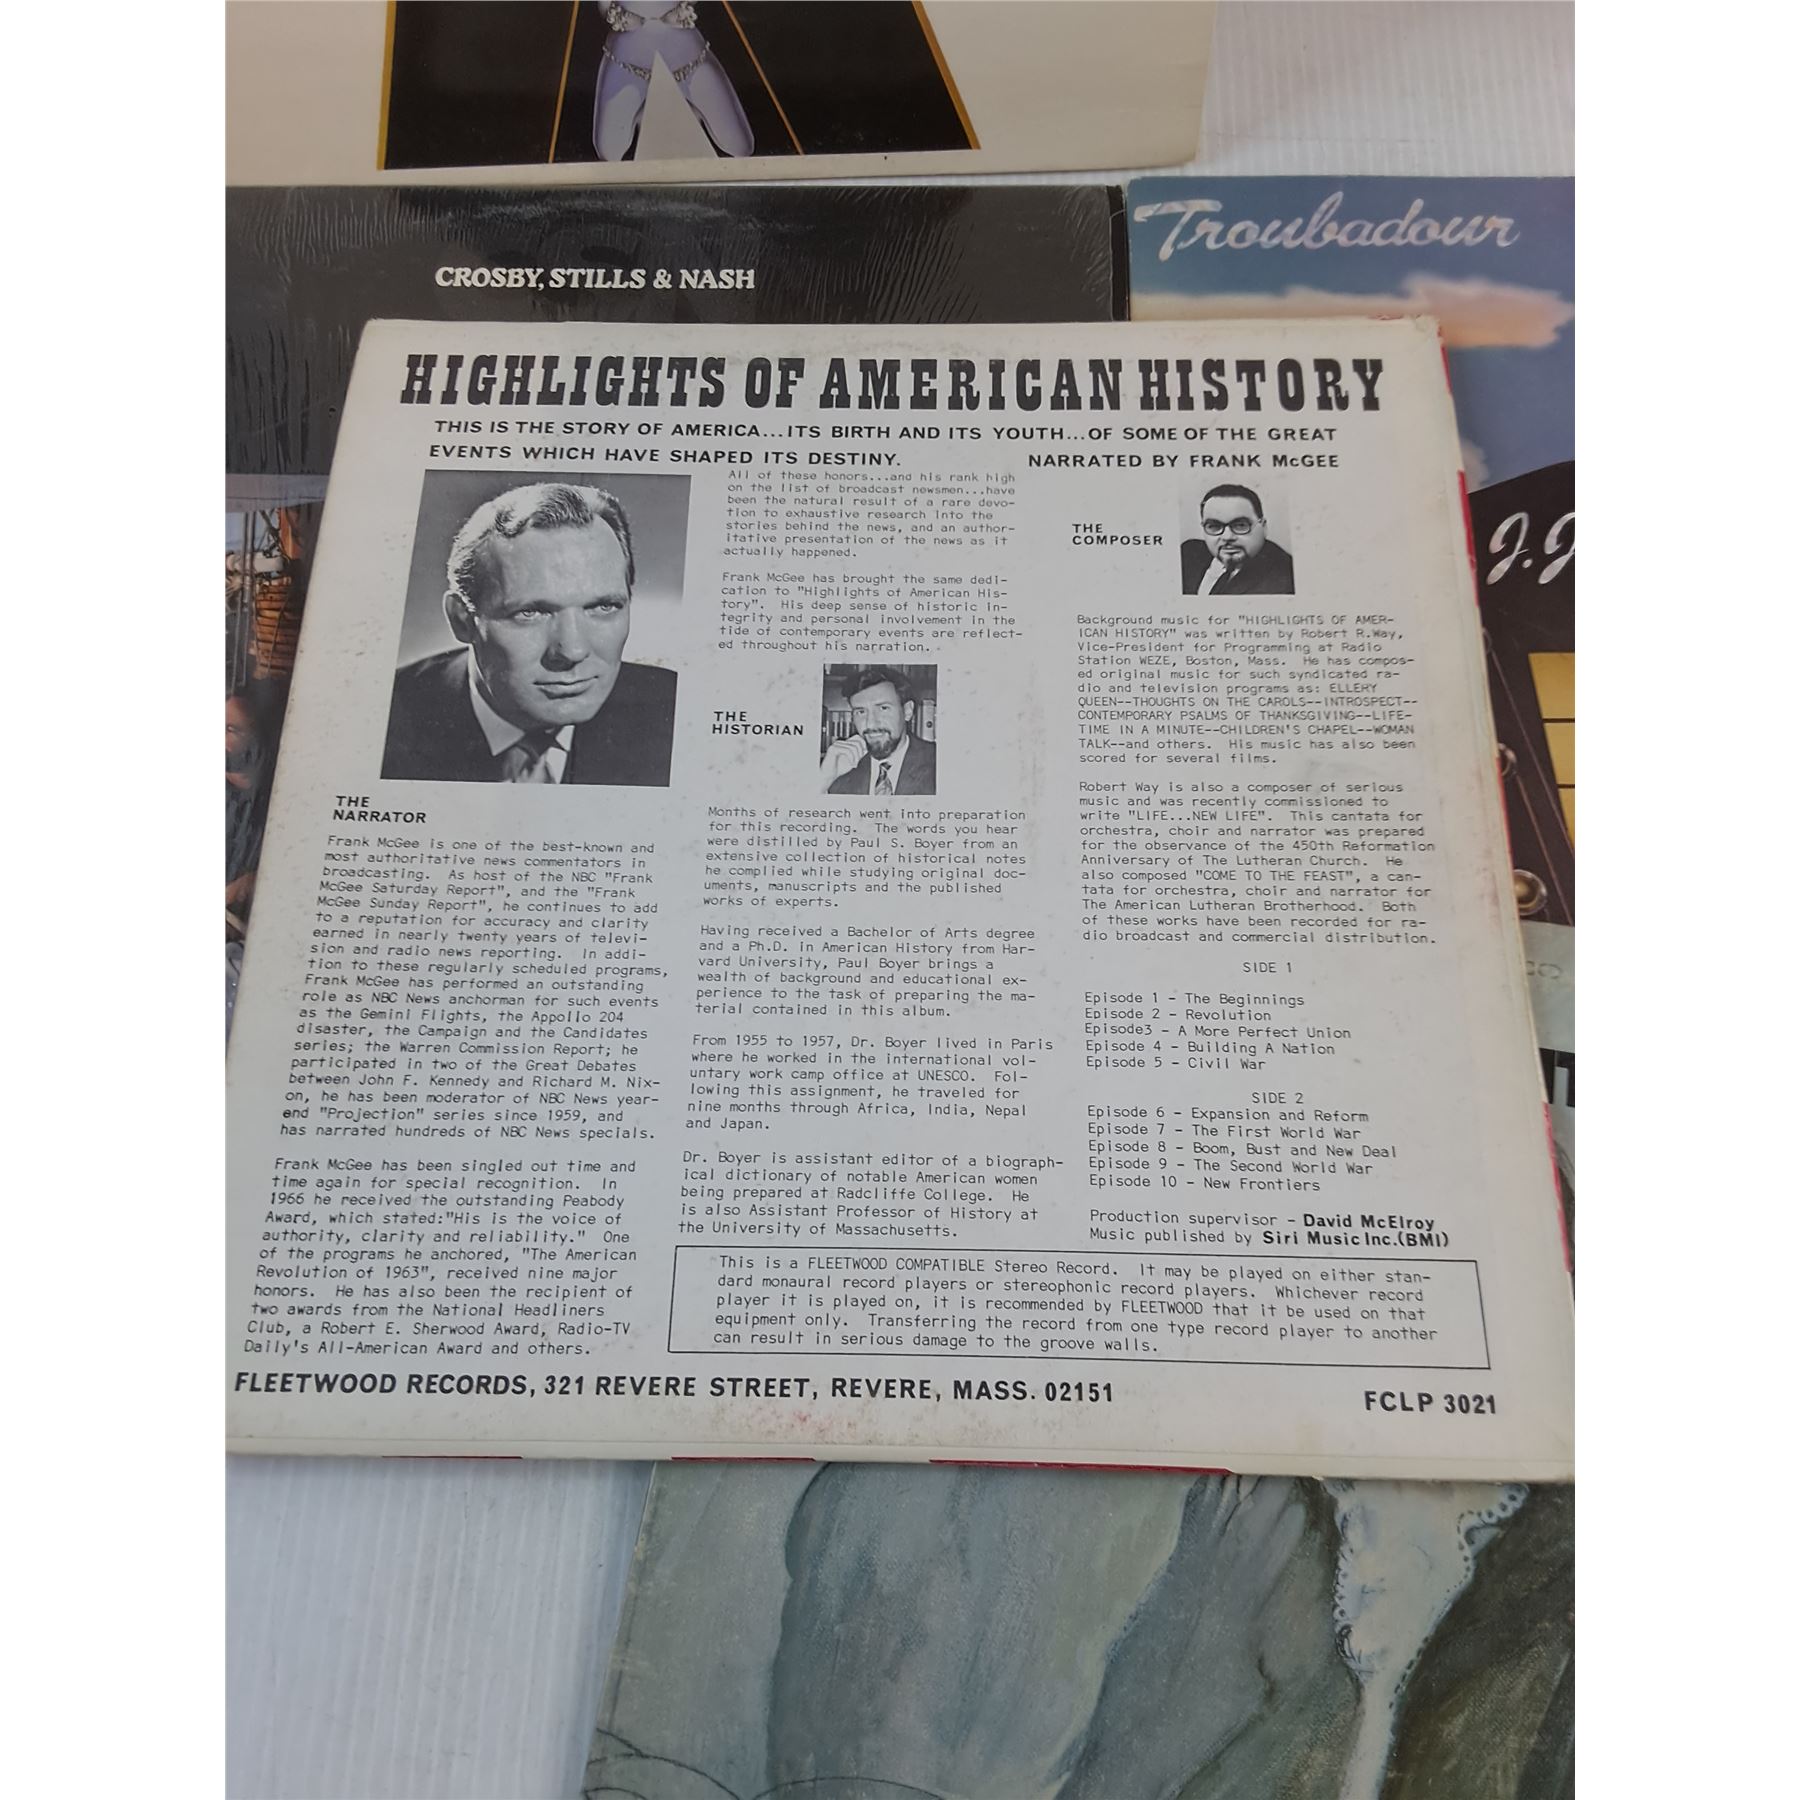 CROSBY, STILLS & NASH
Troubadour
J.J
HIGHLIGHTS OF AMERICAN HISTORY
THIS IS THE STORY OF AMERICA...ITS BIRTH AND ITS YOUTH...OF SOME OF THE GREAT
EVENTS WHICH HAVE SHAPED ITS DESTINY.
NARRATED BY FRANK McGEE
THE
NARRATOR
Frank McGee is one of the best-known and
most authoritative news commentators in
broadcasting. As host of the NBC "Frank
McGee Saturday Report", and the "Frank
McGee Sunday Report", he continues to add
to a reputation for accuracy and clarity
earned in nearly twenty years of televi-
sion and radio news reporting. In addi-
tion to these regularly scheduled programs,
Frank McGee has performed an outstanding
role as NBC News anchorman for such events
as the Gemini Flights, the Appollo 204
disaster, the Campaign and the Candidates
series; the Warren Commission Report; he
participated in two of the Great Debates
between John F. Kennedy and Richard M. Nix-
on, he has been moderator of NBC News year-
end "Projection" series since 1959, and
has narrated hundreds of NBC News specials.
Frank McGee has been singled out time and
time again for special recognition. In
1966 he received the outstanding Peabody
Award, which stated:"His is the voice of
authority, clarity and reliability." One
of the programs he anchored, "The American
Revolution of 1963", received nine major
honors. He has also been the recipient of
two awards from the National Headliners
Club, a Robert E. Sherwood Award, Radio-TV
Daily's All-American Award and others.
All of these honors...and his rank high
on the list of broadcast newsmen...have
been the natural result of a rare devo-
tion to exhaustive research into the
stories behind the news, and an author-
itative presentation of the news as it
actually happened.
Frank McGee has brought the same dedi-
cation to "Highlights of American His-
tory". His deep sense of historic in-
tegrity and personal involvement in the
tide of contemporary events are reflect-
ed throughout his narration.
THE
HISTORIAN
Months of research went into preparation
for this recording. The words you hear
were distilled by Paul S. Boyer from an
extensive collection of historical notes
he complied while studying original doc-
uments, manuscripts and the published
works of experts.
Having received a Bachelor of Arts degree
and a Ph.D. in American History from Har-
vard University, Paul Boyer brings a
wealth of background and educational ex-
perience to the task of preparing the ma-
terial contained in this album.
From 1955 to 1957, Dr. Boyer lived in Paris
where he worked in the international vol-
untary work camp office at UNESCO. Fol-
lowing this assignment, he traveled for
nine months through Africa, India, Nepal
and Japan.
Dr. Boyer is assistant editor of a biograph-
ical dictionary of notable American women
being prepared at Radcliffe College. He
is also Assistant Professor of History at
the University of Massachusetts.
THE
COMPOSER
Background music for "HIGHLIGHTS OF AMER-
ICAN HISTORY" was written by Robert R.Way,
Vice-President for Programming at Radio
Station WEZE, Boston, Mass. He has compos-
ed original music for such syndicated ra-
dio and television programs as: ELLERY
QUEEN--THOUGHTS ON THE CAROLS--INTROSPECT--
CONTEMPORARY PSALMS OF THANKSGIVING--LIFE-
TIME IN A MINUTE--CHILDREN'S CHAPEL--WOMAN
TALK--and others. His music has also been
scored for several films.
Robert Way is also a composer of serious
music and was recently commissioned to
write "LIFE...NEW LIFE". This cantata for
orchestra, choir and narrator was prepared
for the observance of the 450th Reformation
Anniversary of The Lutheran Church. He
also composed "COME TO THE FEAST", a can-
tata for orchestra, choir and narrator for
The American Lutheran Brotherhood. Both
of these works have been recorded for ra-
dio broadcast and commercial distribution.
SIDE 1
Episode 1 - The Beginnings
Episode 2 - Revolution
Episode3 - A More Perfect Union
Episode 4 - Building A Nation
Episode 5 - Civil War
SIDE 2
Episode 6 - Expansion and Reform
Episode 7 - The First World War
Episode 8 - Boom, Bust and New Deal
Episode 9 - The Second World War
Episode 10 - New Frontiers
Production supervisor - David McElroy
Music published by Siri Music Inc.(BMI)
This is a FLEETWOOD COMPATIBLE Stereo Record. It may be played on either stan-
dard monaural record players or stereophonic record players. Whichever record
player it is played on, it is recommended by FLEETWOOD that it be used on that
equipment only. Transferring the record from one type record player to another
can result in serious damage to the groove walls.
FLEETWOOD RECORDS, 321 REVERE STREET, REVERE, MASS. 02151
FCLP 3021